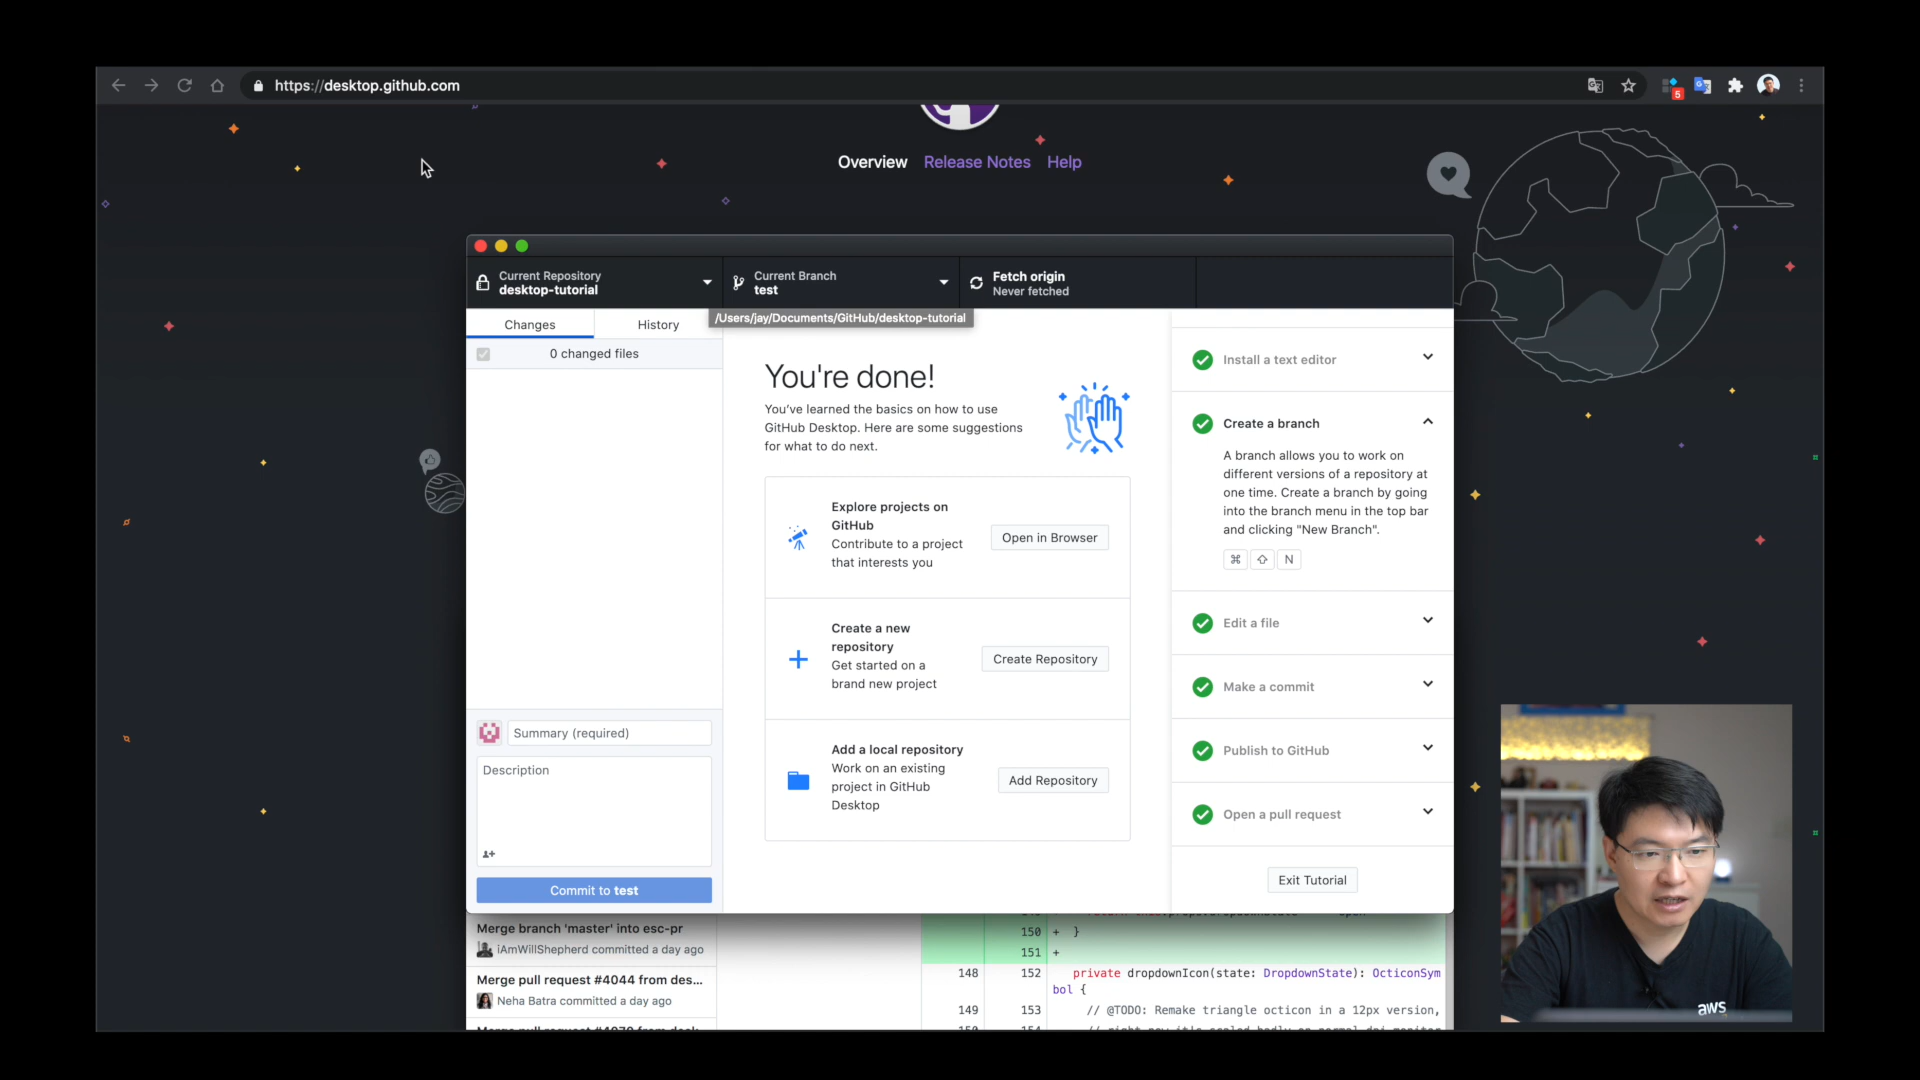 https://desktop.github.com
5
Overview Release Notes Help
Current Repository
desktop-tutorial
Current Branch
test
Fetch origin
Never fetched
/Users/jay/Documents/GitHub/desktop-tutorial
Changes
History
0 changed files
You're done!
You've learned the basics on how to use
GitHub Desktop. Here are some suggestions
for what to do next.
Explore projects on
GitHub
Contribute to a project
that interests you
Open in Browser
Create a new
repository
Get started on a
brand new project
Create Repository
Add a local repository
Work on an existing
project in GitHub
Desktop
Add Repository
Install a text editor
Create a branch
A branch allows you to work on
different versions of a repository at
one time. Create a branch by going
into the branch menu in the top bar
and clicking "New Branch".
⌘ ⇧ N
Edit a file
Make a commit
Publish to GitHub
Open a pull request
Exit Tutorial
Summary (required)
Description
Commit to test
Merge branch 'master' into esc-pr
iAmWillShepherd committed a day ago
Merge pull request #4044 from des...
Neha Batra committed a day ago
150 + }
151 +
148 152 private dropdownIcon(state: DropdownState): OcticonSym
bol {
149 153 // @TODO: Remake triangle octicon in a 12px version,
aws